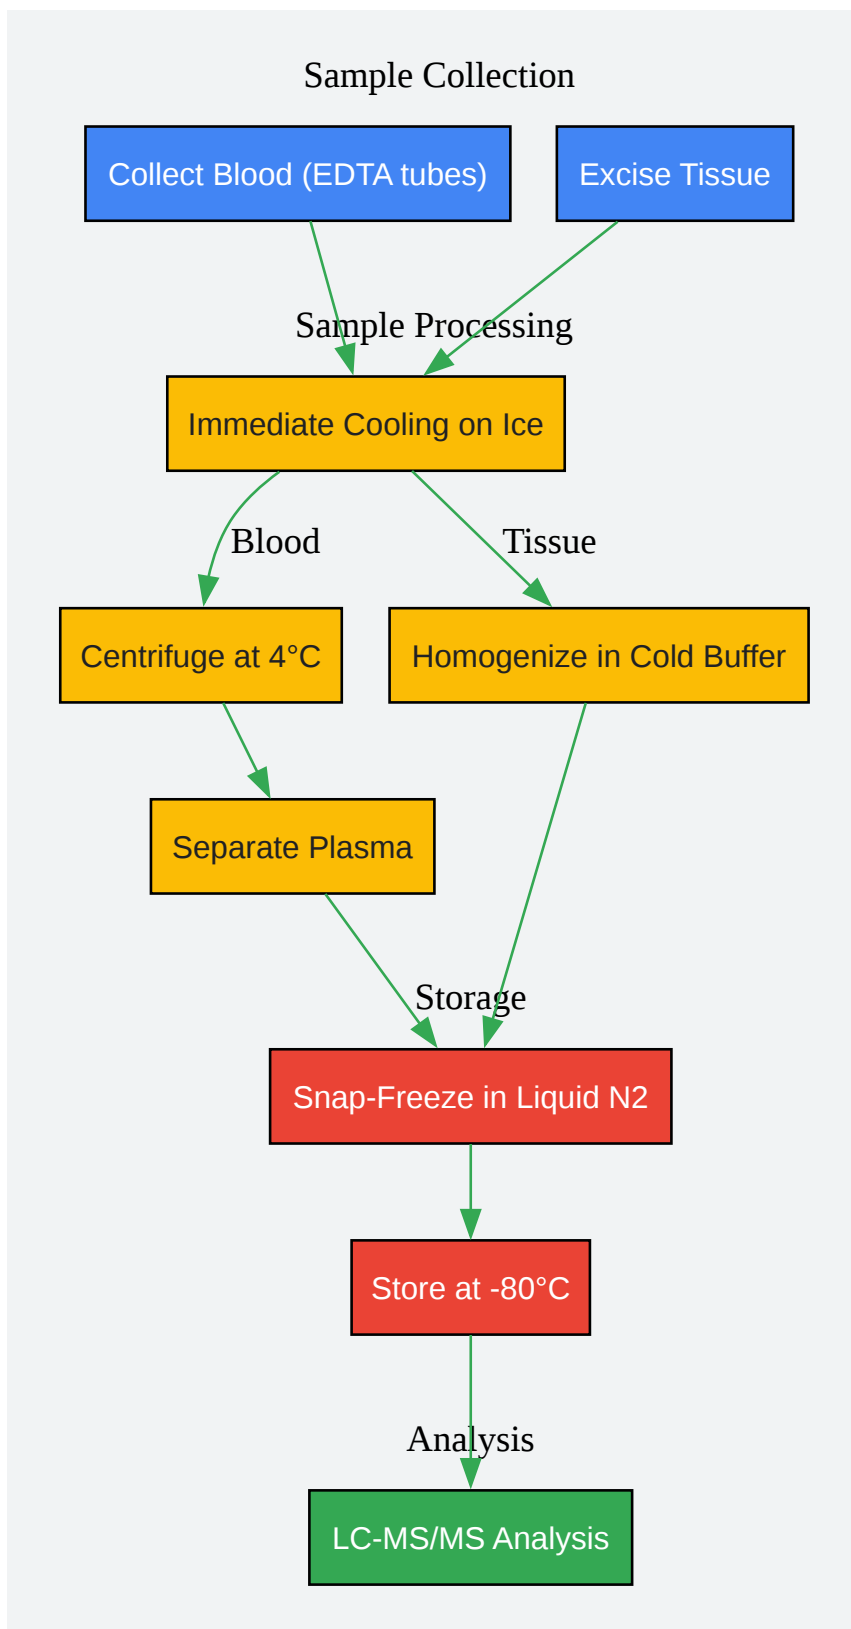 Sample Collection
Collect Blood (EDTA tubes)
Excise Tissue
Sample Processing
Immediate Cooling on Ice
Blood
Tissue
Centrifuge at 4°C
Homogenize in Cold Buffer
Separate Plasma
Storage
Snap-Freeze in Liquid N2
Store at -80°C
Analysis
LC-MS/MS Analysis